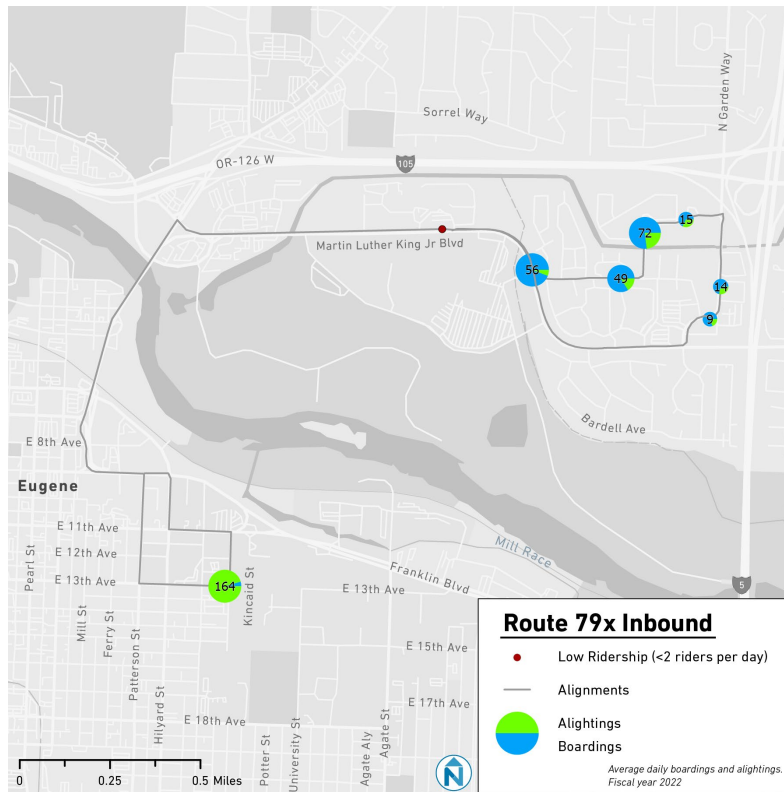 Sorrel Way
N Garden Way
OR-126 W
105
15
72
Martin Luther King Jr Blvd
56
49
14
9
Bardell Ave
E 8th Ave
Eugene
E 11th Ave
E 12th Ave
E 13th Ave
Pearl St
Mill St
Ferry St
Patterson St
Hilyard St
164
Kincaid St
Mill Race
Franklin Blvd
E 13th Ave
5
E 15th Ave
E 17th Ave
E 18th Ave
Potter St
University St
Agate Aly
Agate St
Route 79x Inbound
Low Ridership (<2 riders per day)
Alignments
Alightings
Boardings
Average daily boardings and alightings.
Fiscal year 2022
0 0.25 0.5 Miles
N